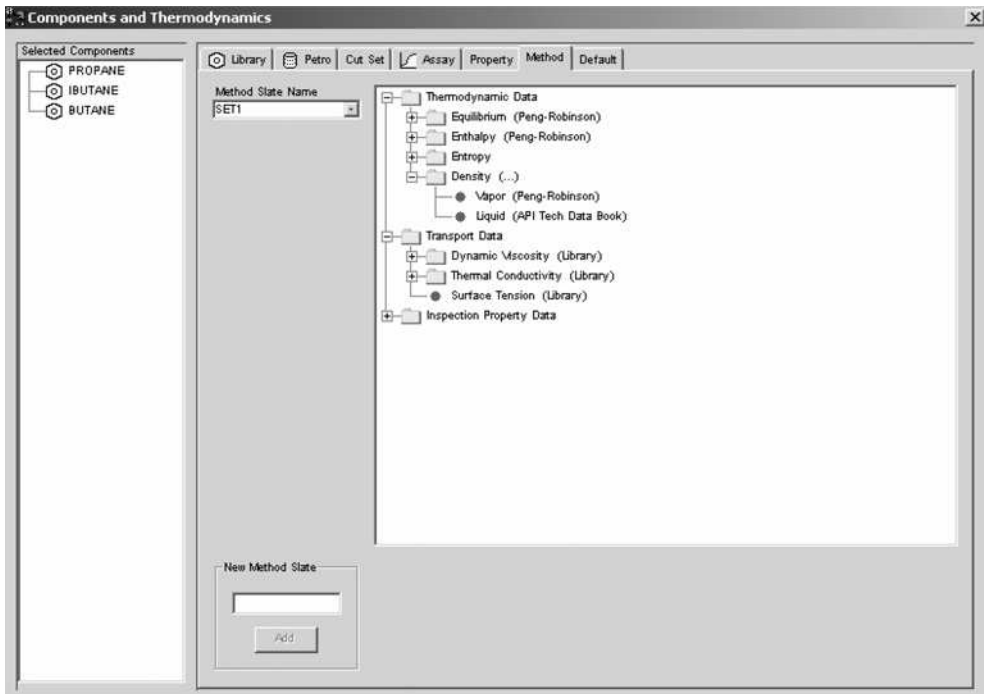 Components and Thermodynamics
Selected Components
PROPANE
IBUTANE
BUTANE
Library Petro Cut Set Assay Property Method Default
Method Slate Name
SET1
Thermodynamic Data
Equilibrium (Peng-Robinson)
Enthalpy (Peng-Robinson)
Entropy
Density (...)
Vapor (Peng-Robinson)
Liquid (API Tech Data Book)
Transport Data
Dynamic Viscosity (Library)
Thermal Conductivity (Library)
Surface Tension (Library)
Inspection Property Data
New Method Slate
Add